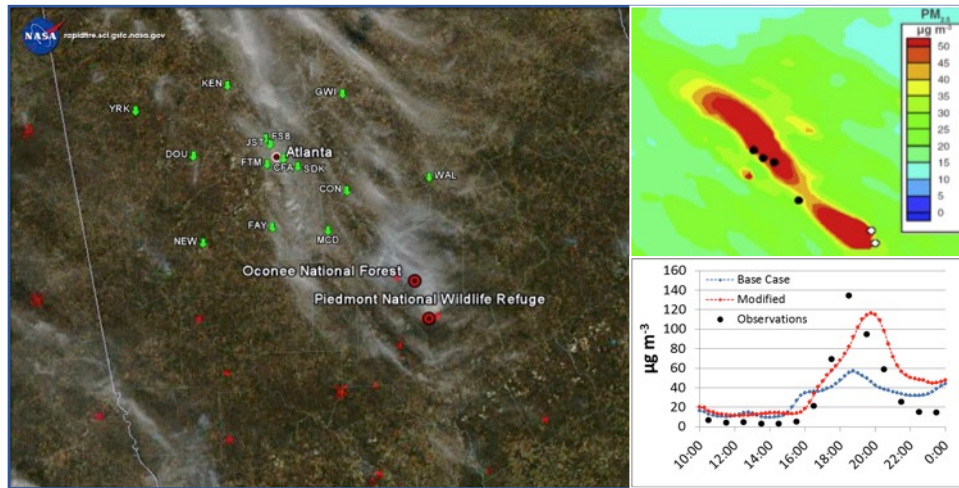 NASA
rapidfire.sci.gsfc.nasa.gov
KEN
GWI
YRK
FS8
JST
Atlanta
DOU
FTM
CFA
SDK
WAL
CON
FAY
MCD
NEW
Oconee National Forest
Piedmont National Wildlife Refuge
PM2.5
µg m-3
50
45
40
35
30
25
20
15
10
5
0
160
140
120
100
80
60
40
20
0
µg m-3
Base Case
Modified
Observations
10:00
12:00
14:00
16:00
18:00
20:00
22:00
0:00